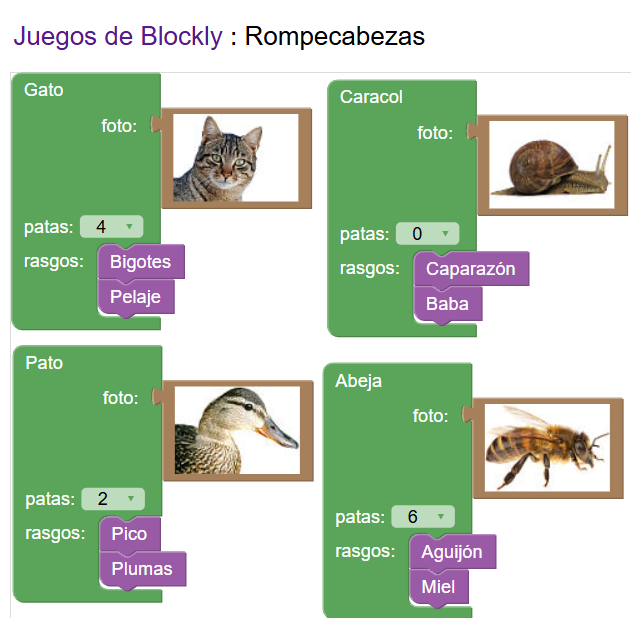 Juegos de Blockly : Rompecabezas
Gato
foto:
patas: 4
rasgos: Bigotes
Pelaje
Caracol
foto:
patas: 0
rasgos: Caparazón
Baba
Pato
foto:
patas: 2
rasgos: Pico
Plumas
Abeja
foto:
patas: 6
rasgos: Aguijón
Miel